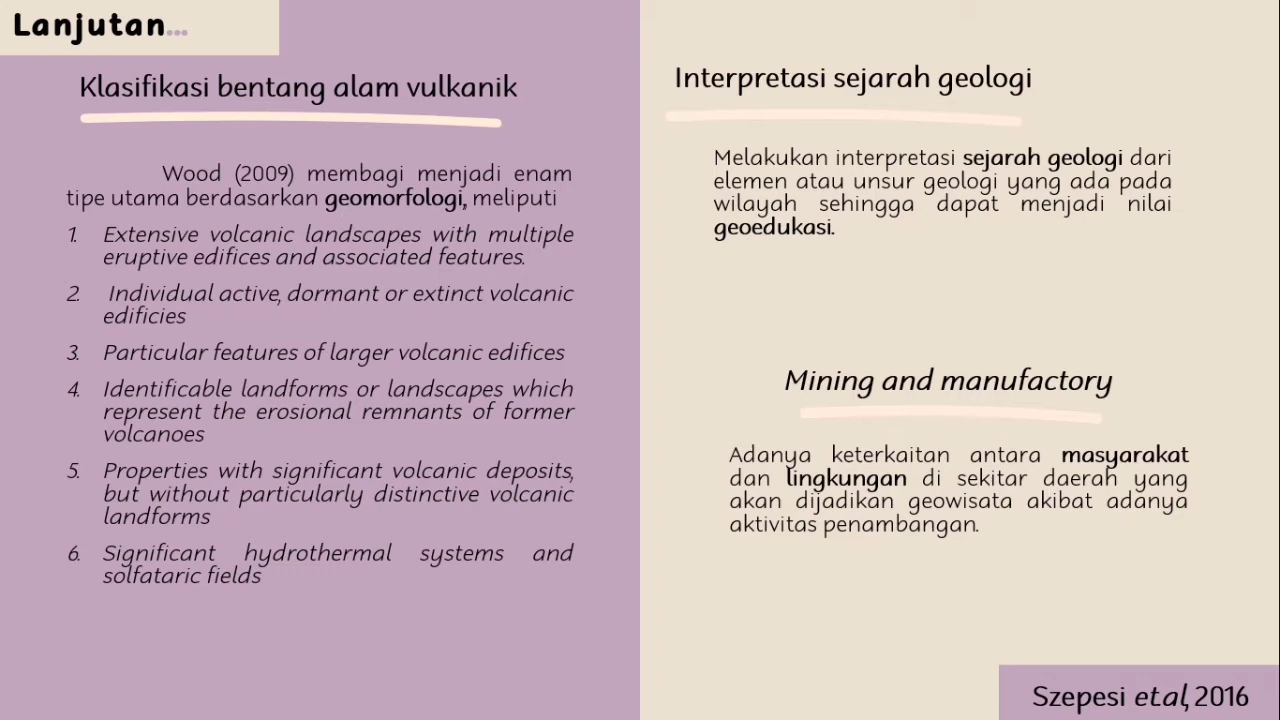 Lanjutan...
Klasifikasi bentang alam vulkanik
Wood (2009) membagi menjadi enam
tipe utama berdasarkan geomorfologi, meliputi
1. Extensive volcanic landscapes with multiple
eruptive edifices and associated features.
2. Individual active, dormant or extinct volcanic
edificies
3. Particular features of larger volcanic edifices
4. Identificable landforms or landscapes which
represent the erosional remnants of former
volcanoes
5. Properties with significant volcanic deposits,
but without particularly distinctive volcanic
landforms
6. Significant hydrothermal systems and
solfataric fields
Interpretasi sejarah geologi
Melakukan interpretasi sejarah geologi dari
elemen atau unsur geologi yang ada pada
wilayah sehingga dapat menjadi nilai
geoedukasi.
Mining and manufactory
Adanya keterkaitan antara masyarakat
dan lingkungan di sekitar daerah yang
akan dijadikan geowisata akibat adanya
aktivitas penambangan.
Szepesi et.al, 2016